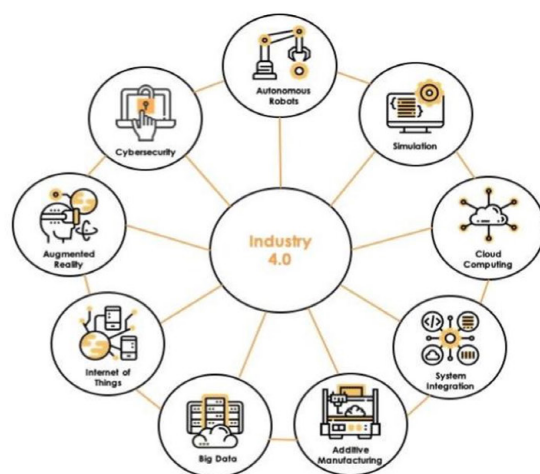 Autonomous
Robots
Simulation
Cloud
Computing
System
Integration
Additive
Manufacturing
Big Data
Internet of
Things
Augmented
Reality
Cybersecurity
Industry
4.0